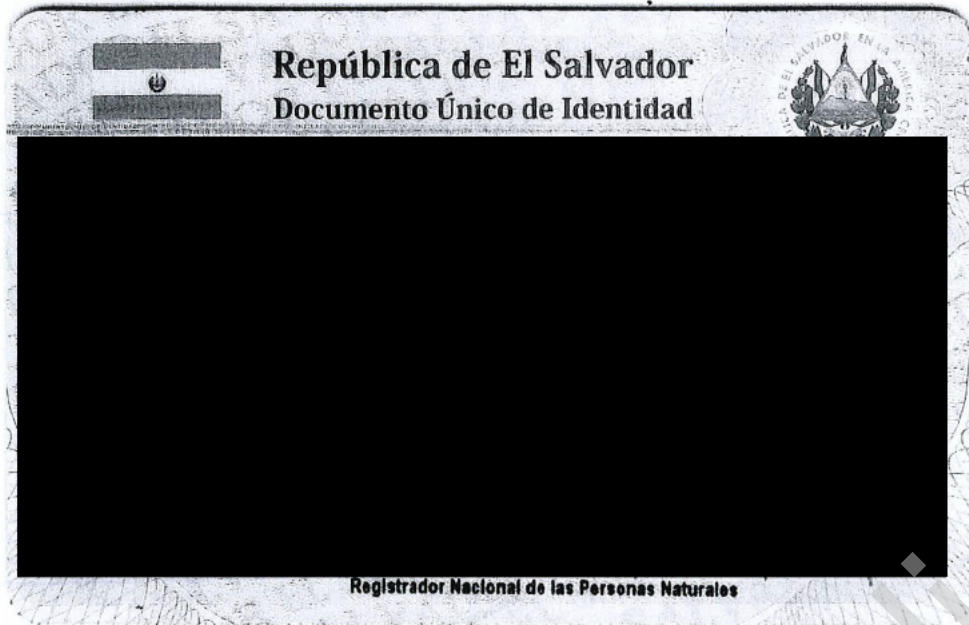 República de El Salvador
Documento Único de Identidad
Registrador Nacional de las Personas Naturales